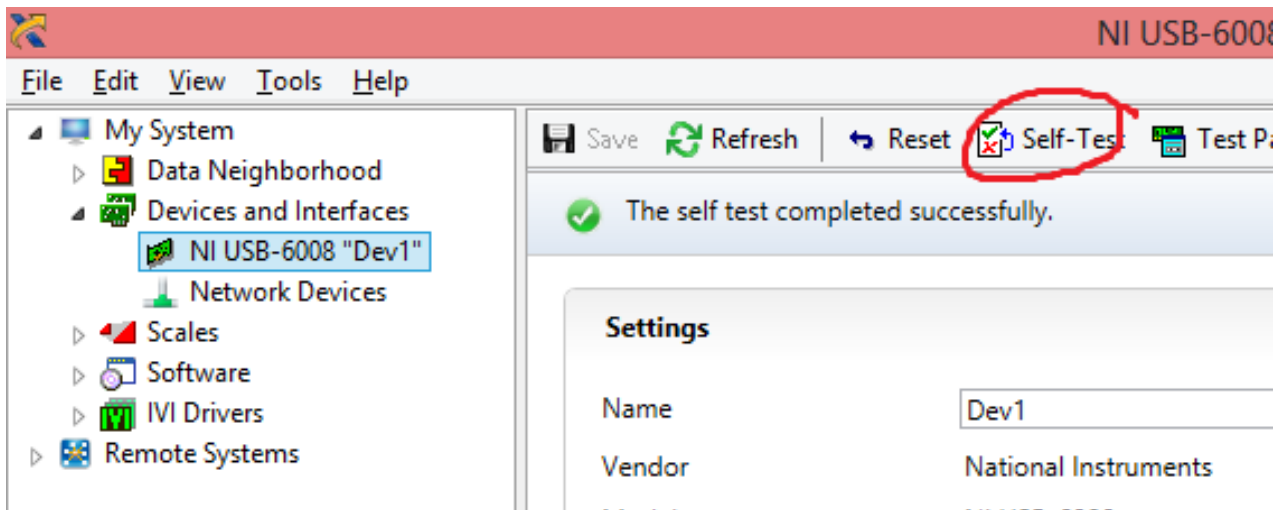 NI USB-6008
File Edit View Tools Help
My System
Data Neighborhood
Devices and Interfaces
NI USB-6008 "Dev1"
Network Devices
Scales
Software
IVI Drivers
Remote Systems
Save Refresh Reset Self-Test Test Pa
The self test completed successfully.
Settings
Name Dev1
Vendor National Instruments